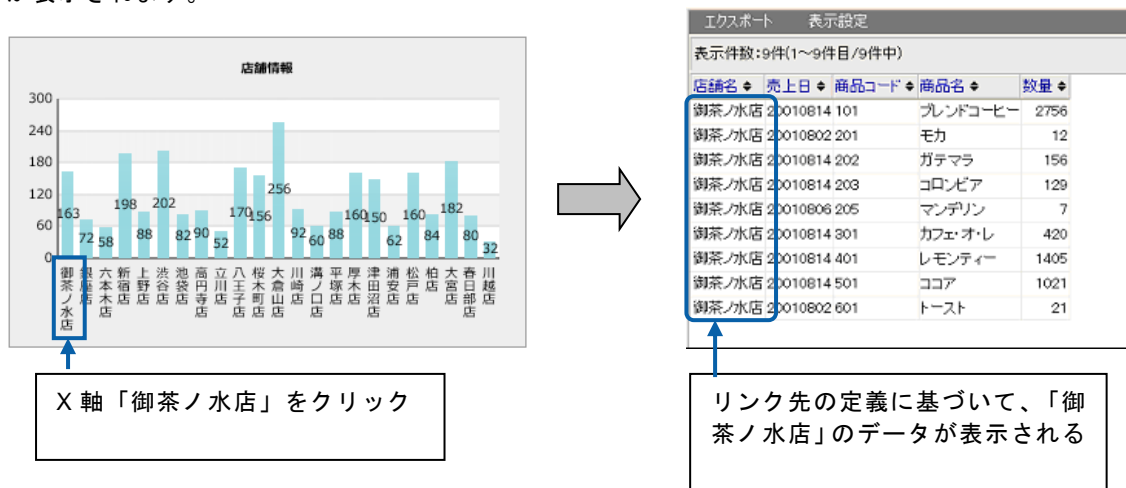 が表示されます。
店舗情報
300
240
180
120
60
0
163
72
58
198
88
202
82
90
52
170
156
256
92
60
88
160
150
62
160
84
182
80
32
御茶ノ水店
銀座店
六本木店
新宿店
上野店
渋谷店
池袋店
高円寺店
立川店
八王子店
桜木町店
大倉山店
川崎店
溝ノ口店
平塚店
厚木店
津田沼店
浦安店
松戸店
柏店
大宮店
春日部店
川越店
X軸「御茶ノ水店」をクリック
エクスポート 表示設定
表示件数:9件(1～9件目/9件中)
店舗名 売上日 商品コード 商品名 数量
御茶ノ水店 20010814 101 ブレンドコーヒー 2756
御茶ノ水店 20010802 201 モカ 12
御茶ノ水店 20010814 202 ガテマラ 156
御茶ノ水店 20010814 203 コロンビア 129
御茶ノ水店 20010806 205 マンデリン 7
御茶ノ水店 20010814 301 カフェ・オ・レ 420
御茶ノ水店 20010814 401 レモンティー 1405
御茶ノ水店 20010814 501 ココア 1021
御茶ノ水店 20010802 601 トースト 21
リンク先の定義に基づいて、「御
茶ノ水店」のデータが表示される